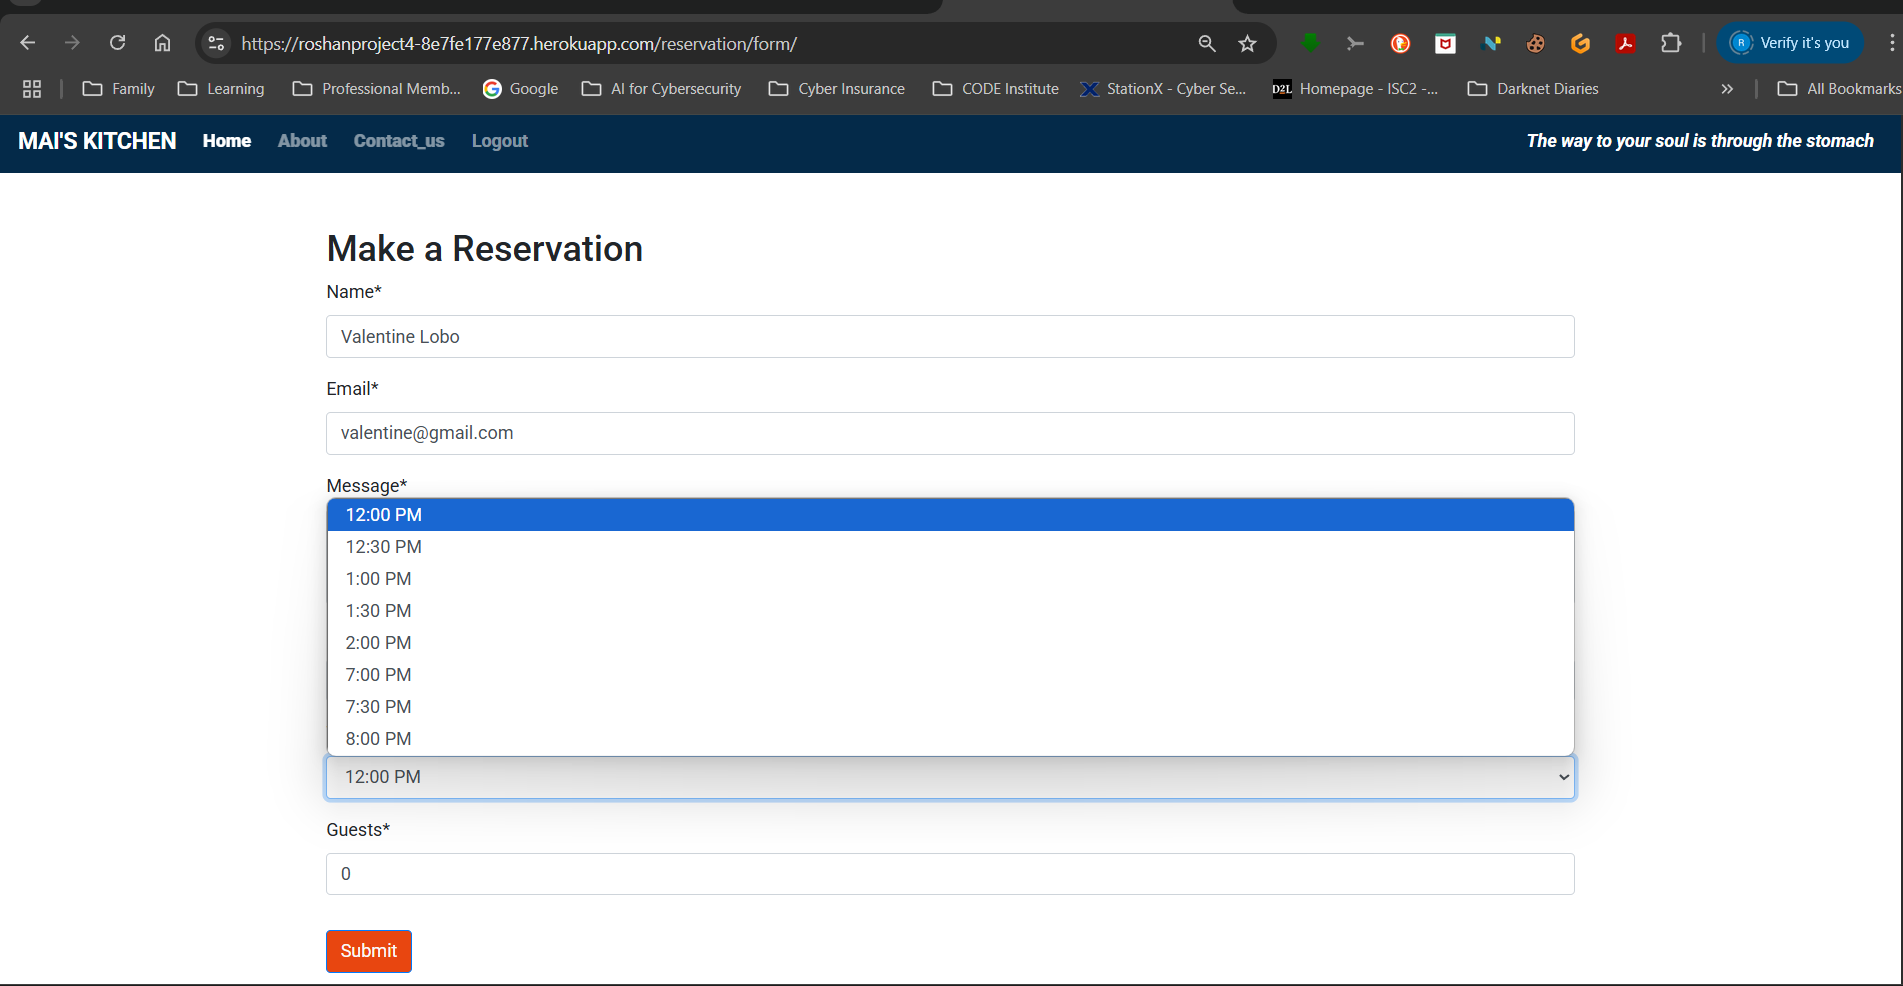 https://roshanproject4-8e7fe177e877.herokuapp.com/reservation/form/
R
Verify it's you
Family
Learning
Professional Memb...
Google
AI for Cybersecurity
Cyber Insurance
CODE Institute
StationX - Cyber Se...
D2L
Homepage - ISC2 -...
Darknet Diaries
»
All Bookmarks
MAI'S KITCHEN
Home
About
Contact_us
Logout
The way to your soul is through the stomach
Make a Reservation
Name*
Valentine Lobo
Email*
valentine@gmail.com
Message*
12:00 PM
12:30 PM
1:00 PM
1:30 PM
2:00 PM
7:00 PM
7:30 PM
8:00 PM
12:00 PM
Guests*
0
Submit